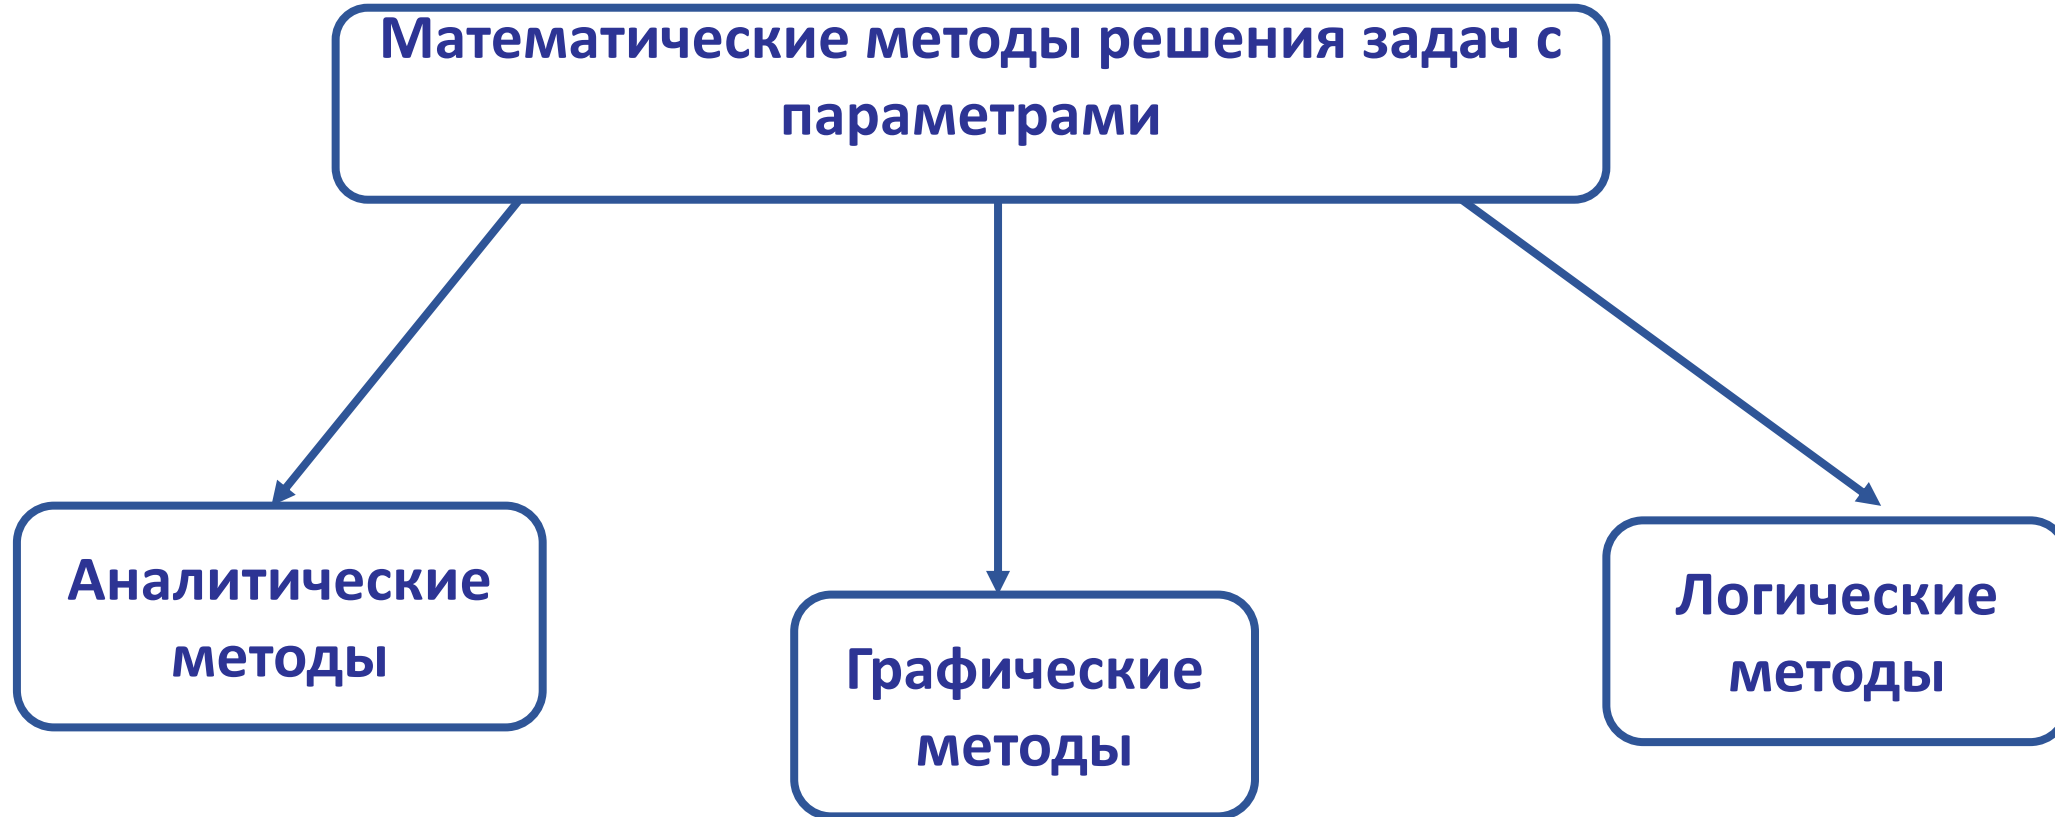 Математические методы решения задач с
параметрами
Аналитические
методы
Графические
методы
Логические
методы